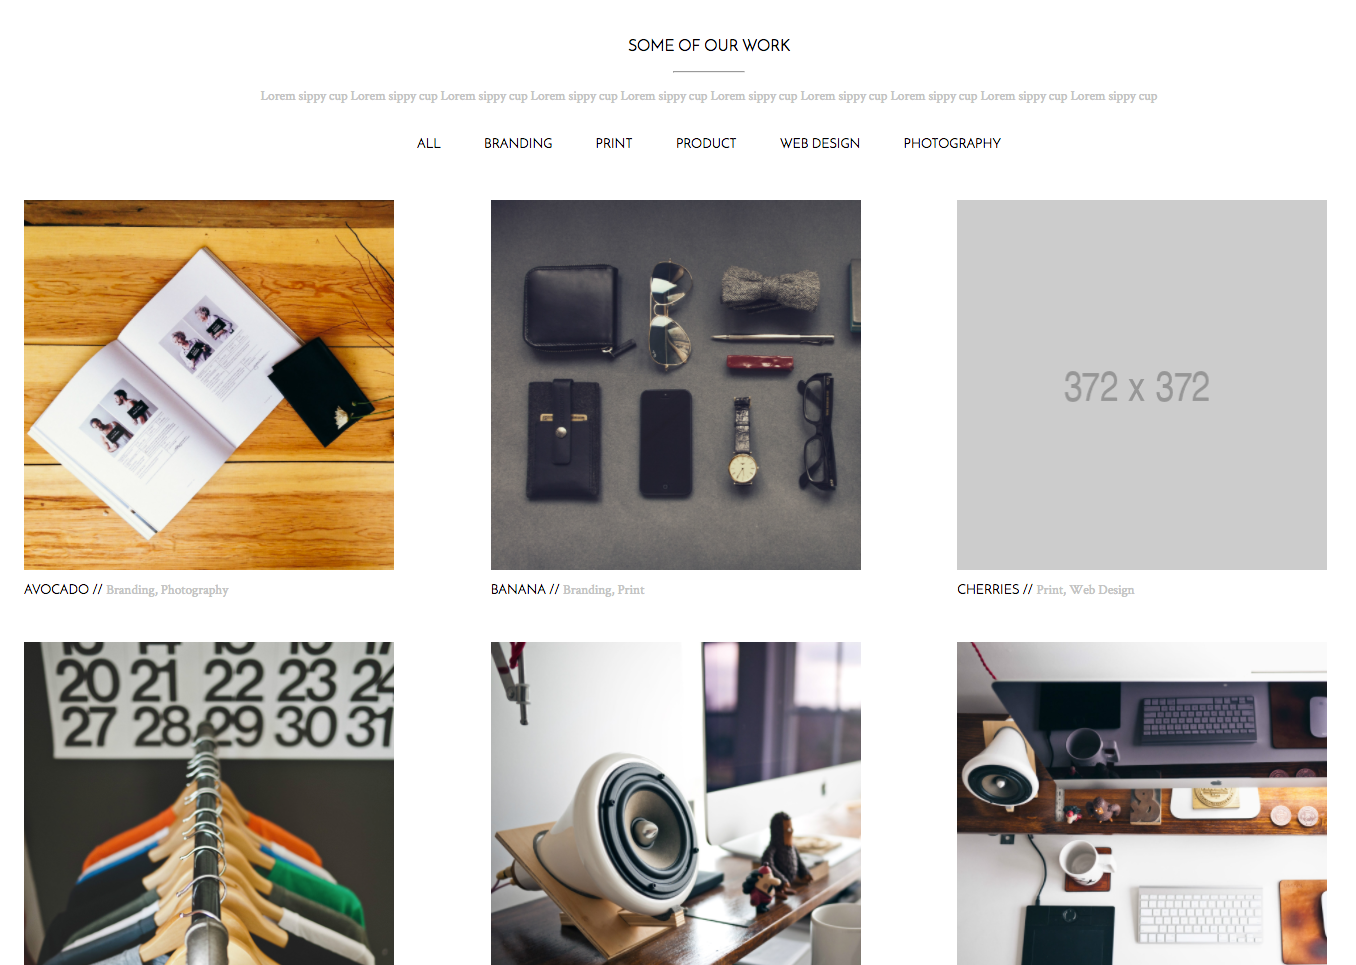 SOME OF OUR WORK
Lorem sippy cup Lorem sippy cup Lorem sippy cup Lorem sippy cup Lorem sippy cup Lorem sippy cup Lorem sippy cup Lorem sippy cup Lorem sippy cup Lorem sippy cup
ALL BRANDING PRINT PRODUCT WEB DESIGN PHOTOGRAPHY
372 x 372
AVOCADO // Branding, Photography
BANANA // Branding, Print
CHERRIES // Print, Web Design
20 21 22 23 24
27 28 29 30 31